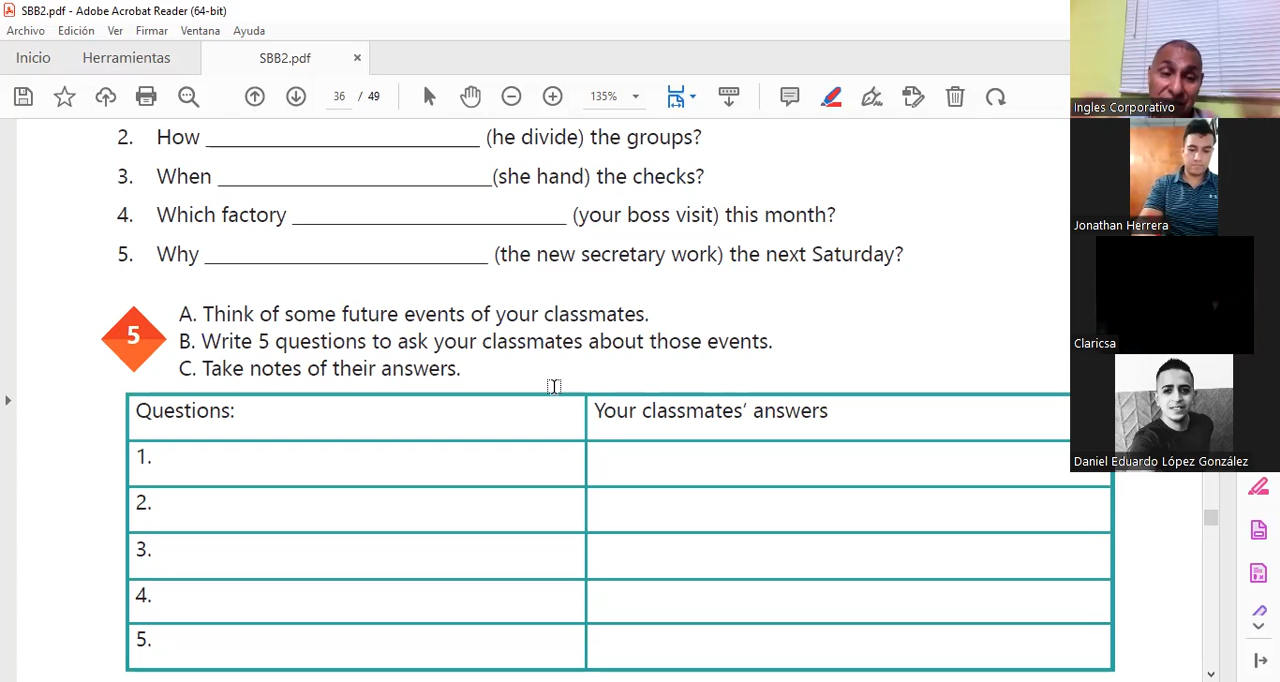 SBB2.pdf - Adobe Acrobat Reader (64-bit)
Archivo Edición Ver Firmar Ventana Ayuda
Inicio Herramientas SBB2.pdf ×
36 / 49 135%
2. How ____________________________ (he divide) the groups?
3. When ____________________________(she hand) the checks?
4. Which factory ____________________________ (your boss visit) this month?
5. Why _____________________________ (the new secretary work) the next Saturday?
5
A. Think of some future events of your classmates.
B. Write 5 questions to ask your classmates about those events.
C. Take notes of their answers.
Questions: Your classmates’ answers
1.
2.
3.
4.
5.
Ingles Corporativo
Jonathan Herrera
Claricsa
Daniel Eduardo López González